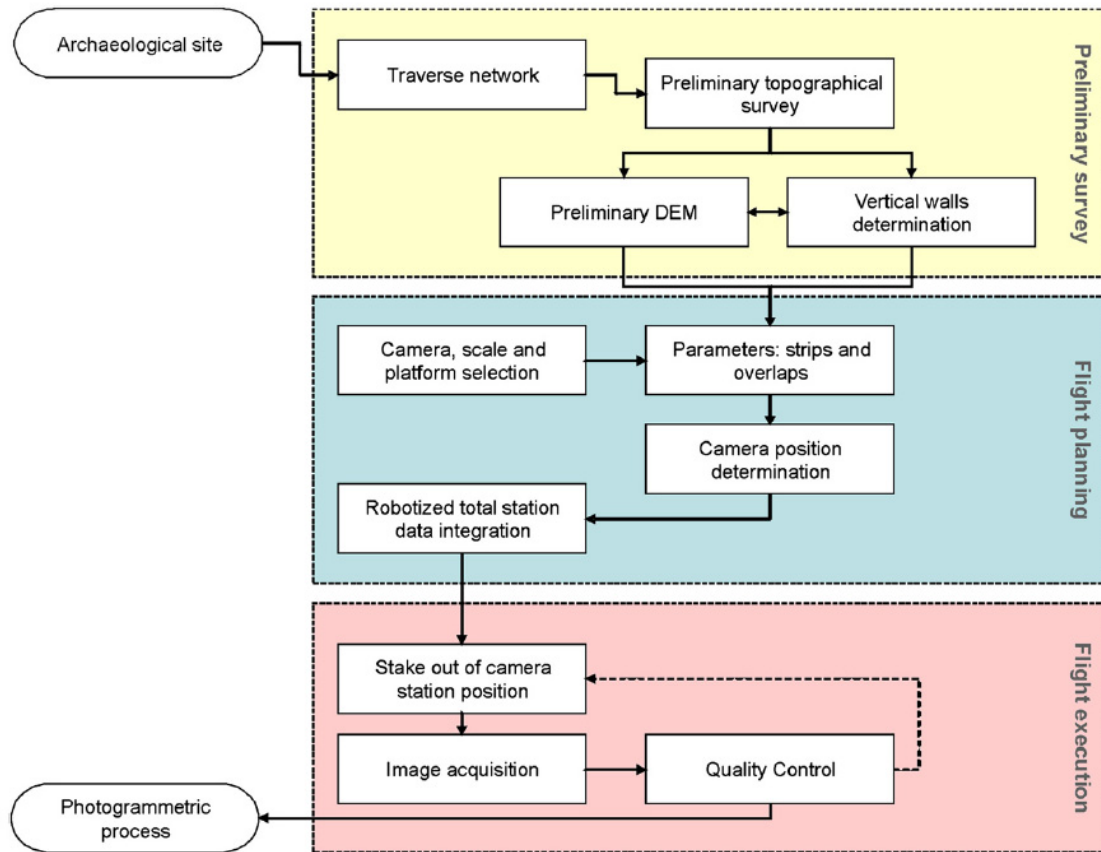 Archaeological site
Traverse network
Preliminary topographical
survey
Preliminary DEM
Vertical walls
determination
Preliminary survey
Camera, scale and
platform selection
Parameters: strips and
overlaps
Camera position
determination
Robotized total station
data integration
Flight planning
Stake out of camera
station position
Image acquisition
Quality Control
Flight execution
Photogrammetric
process